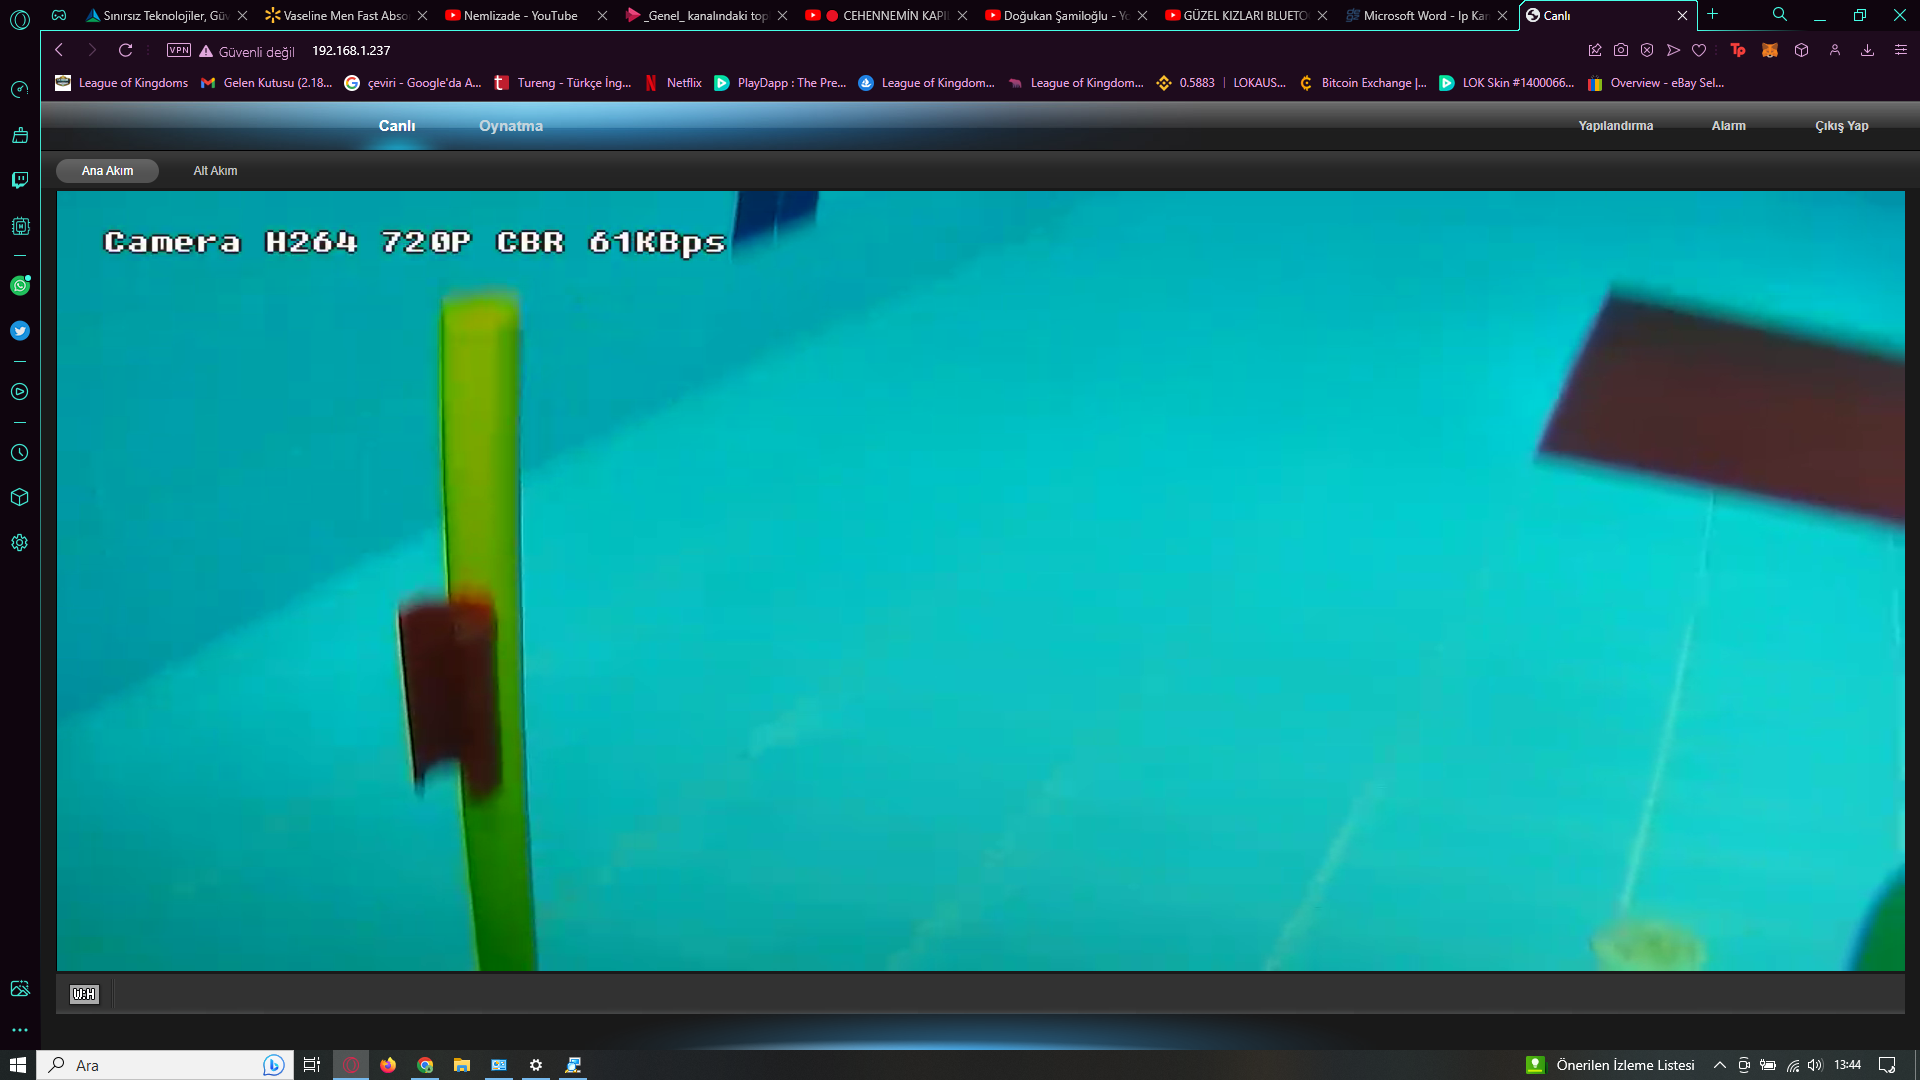 Sınırsız Teknolojiler, Güv
Vaseline Men Fast Abso
Nemlizade - YouTube
_Genel_ kanalındaki topl
CEHENNEMİN KAPI
Doğukan Şamiloğlu - Yo
GÜZEL KIZLARI BLUETO
Microsoft Word - Ip Kam
Canlı
VPN
Güvenli değil
192.168.1.237
League of Kingdoms
Gelen Kutusu (2.18...
çeviri - Google'da A...
Tureng - Türkçe İng...
Netflix
PlayDapp : The Pre...
League of Kingdom...
League of Kingdom...
0.5883 | LOKAUS...
Bitcoin Exchange |...
LOK Skin #1400066...
Overview - eBay Sel...
Canlı
Oynatma
Yapılandırma
Alarm
Çıkış Yap
Ana Akım
Alt Akım
Camera H264 720P CBR 61KBps
W:H
Ara
Önerilen İzleme Listesi
13:44